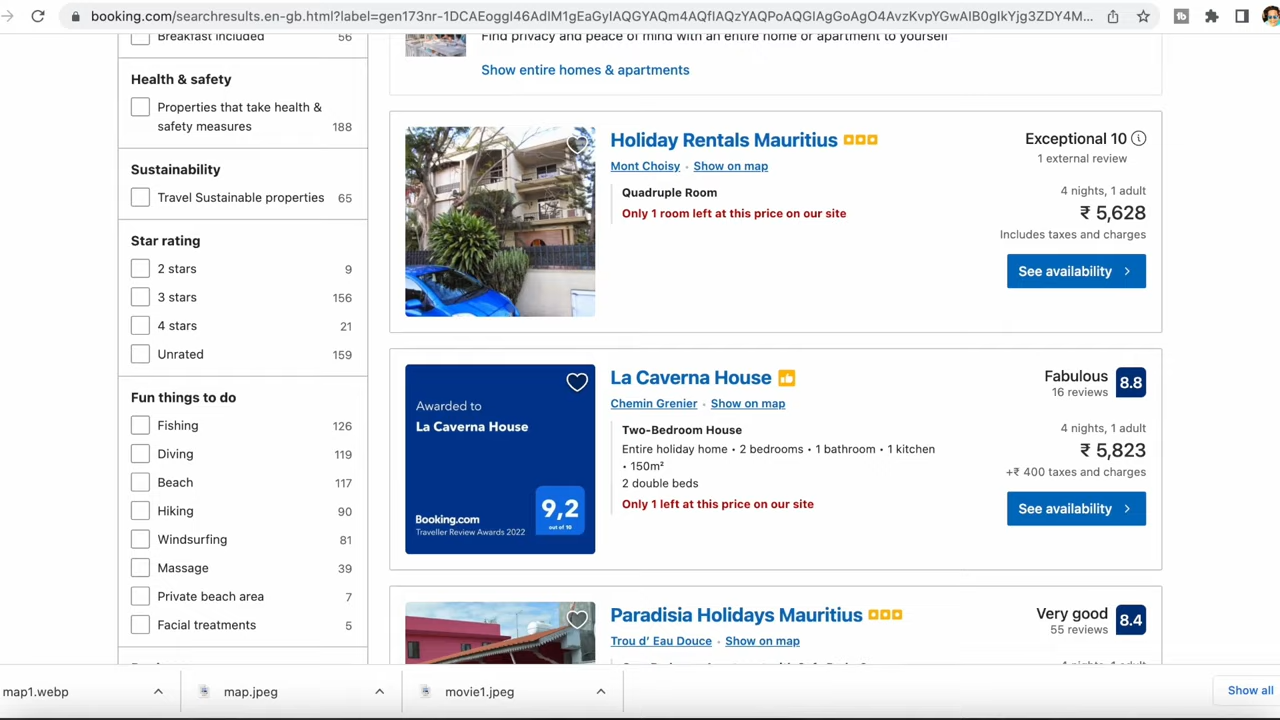 booking.com/searchresults.en-gb.html?label=gen173nr-1DCAEoggI46AdIM1gEaGyIAQGYAQm4AQfIAQzYAQPoAQGIAgGoAgO4AvzKvpYGwAIB0gIkYjg3ZDY4M...
Breakfast included 56
Health & safety
Properties that take health &
safety measures 188
Sustainability
Travel Sustainable properties 65
Star rating
2 stars 9
3 stars 156
4 stars 21
Unrated 159
Fun things to do
Fishing 126
Diving 119
Beach 117
Hiking 90
Windsurfing 81
Massage 39
Private beach area 7
Facial treatments 5
Find privacy and peace of mind with an entire home or apartment to yourself
Show entire homes & apartments
Holiday Rentals Mauritius
Mont Choisy · Show on map
Quadruple Room
Only 1 room left at this price on our site
Exceptional 10
1 external review
4 nights, 1 adult
₹ 5,628
Includes taxes and charges
See availability
Awarded to
La Caverna House
Booking.com
Traveller Review Awards 2022
9,2
out of 10
La Caverna House
Chemin Grenier · Show on map
Two-Bedroom House
Entire holiday home • 2 bedrooms • 1 bathroom • 1 kitchen
• 150m²
2 double beds
Only 1 left at this price on our site
Fabulous 8.8
16 reviews
4 nights, 1 adult
₹ 5,823
+₹ 400 taxes and charges
See availability
Paradisia Holidays Mauritius
Trou d' Eau Douce · Show on map
Very good 8.4
55 reviews
map1.webp
map.jpeg
movie1.jpeg
Show all